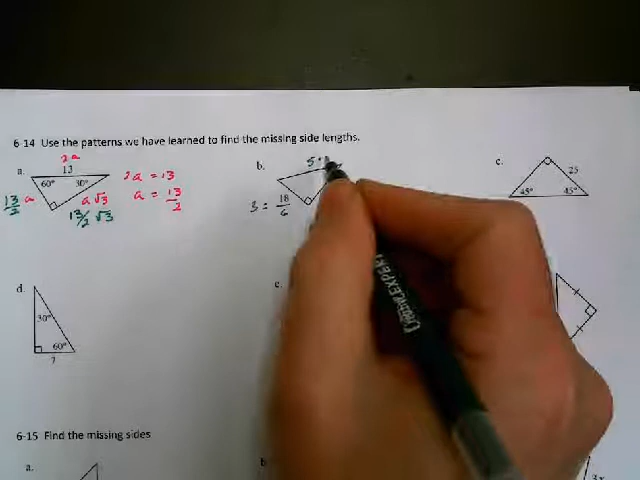 6-14 Use the patterns we have learned to find the missing side lengths.
a.
2a
13
60°
30°
13/2 a
a√3
13/2 √3
2a = 13
a = 13/2
b.
3 = 18/6
c.
25
45°
45°
d.
30°
60°
7
e.
6-15 Find the missing sides
a.
b